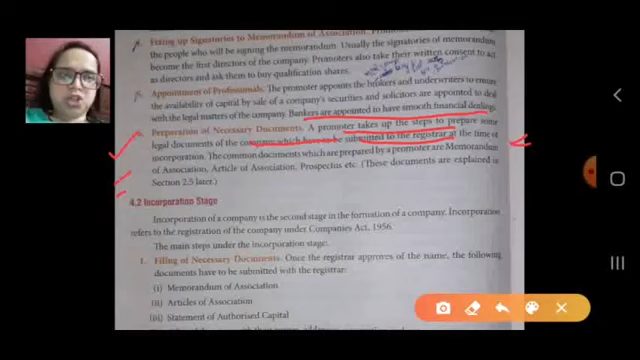 Fixing up Signatories to Memorandum of Association. Promoters
the people who will be signing the memorandum. Usually the signatories of memorandum
become the first directors of the company. Promoters also take their written consent to act
as directors and ask them to buy qualification shares.
Appointment of Professionals. The promoter appoints the brokers and underwriters to ensure
the availability of capital by sale of a company's securities and solicitors are appointed to deal
with the legal matters of the company. Bankers are appointed to have smooth financial dealings.
Preparation of Necessary Documents. A promoter takes up the steps to prepare some
legal documents of the company which have to be submitted to the registrar at the time of
incorporation. The common documents which are prepared by a promoter are Memorandum
of Association, Article of Association, Prospectus etc. (These documents are explained in
Section 2.5 later.)
4.2 Incorporation Stage
Incorporation of a company is the second stage in the formation of a company. Incorporation
refers to the registration of the company under Companies Act, 1956.
The main steps under the incorporation stage:
1. Filing of Necessary Documents. Once the registrar approves of the name, the following
documents have to be submitted with the registrar:
(i) Memorandum of Association
(ii) Articles of Association
(iii) Statement of Authorised Capital